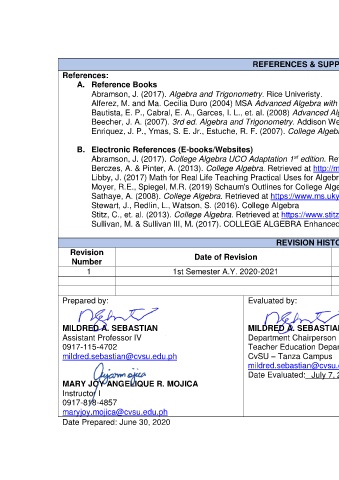 REFERENCES & SUPP
References:
A. Reference Books
Abramson, J. (2017). Algebra and Trigonometry. Rice Univeristy.
Alferez, M. and Ma. Cecilia Duro (2004) MSA Advanced Algebra with
Bautista, E. P., Cabral, E. A., Garces, I. L., et. al. (2008) Advanced Alg
Beecher, J. A. (2007). 3rd ed. Algebra and Trigonometry. Addison We
Enriquez, J. P., Ymas, S. E. Jr., Estuche, R. F. (2007). College Algeb
B. Electronic References (E-books/Websites)
Abramson, J. (2017). College Algebra UCO Adaptation 1st edition. Re
Berozes, A. & Pinter, A. (2013). College Algebra. Retrieved at http://m
Libby, J. (2017) Math for Real Life Teaching Practical Uses for Algebr
Moyer, R.E., Spiegel, M.R. (2019) Schaum's Outlines for College Alge
Sathaye, A. (2008). College Algebra. Retrieved at https://www.ms.uky
Stewart, J., Redlin, L., Watson, S. (2016). College Algebra
Stitz, C., et. al. (2013). College Algebra. Retrieved at https://www.stitz
Sullivan, M. & Sullivan III, M. (2017). COLLEGE ALGEBRA Enhanced
REVISION HISTO
Revision Number
Date of Revision
1
1st Semester A.Y. 2020-2021
Prepared by:
MILDRED A. SEBASTIAN
Assistant Professor IV
0917-115-4702
mildred.sebastian@cvsu.edu.ph
MARY JOY ANGELIQUE R. MOJICA
Instructor I
0917-818-4857
maryjoy.mojica@cvsu.edu.ph
Date Prepared: June 30, 2020
Evaluated by:
MILDRED A. SEBASTIA
Department Chairperson
Teacher Education Depa
CvSU – Tanza Campus
mildred.sebastian@cvsu.
Date Evaluated: July 7, 2